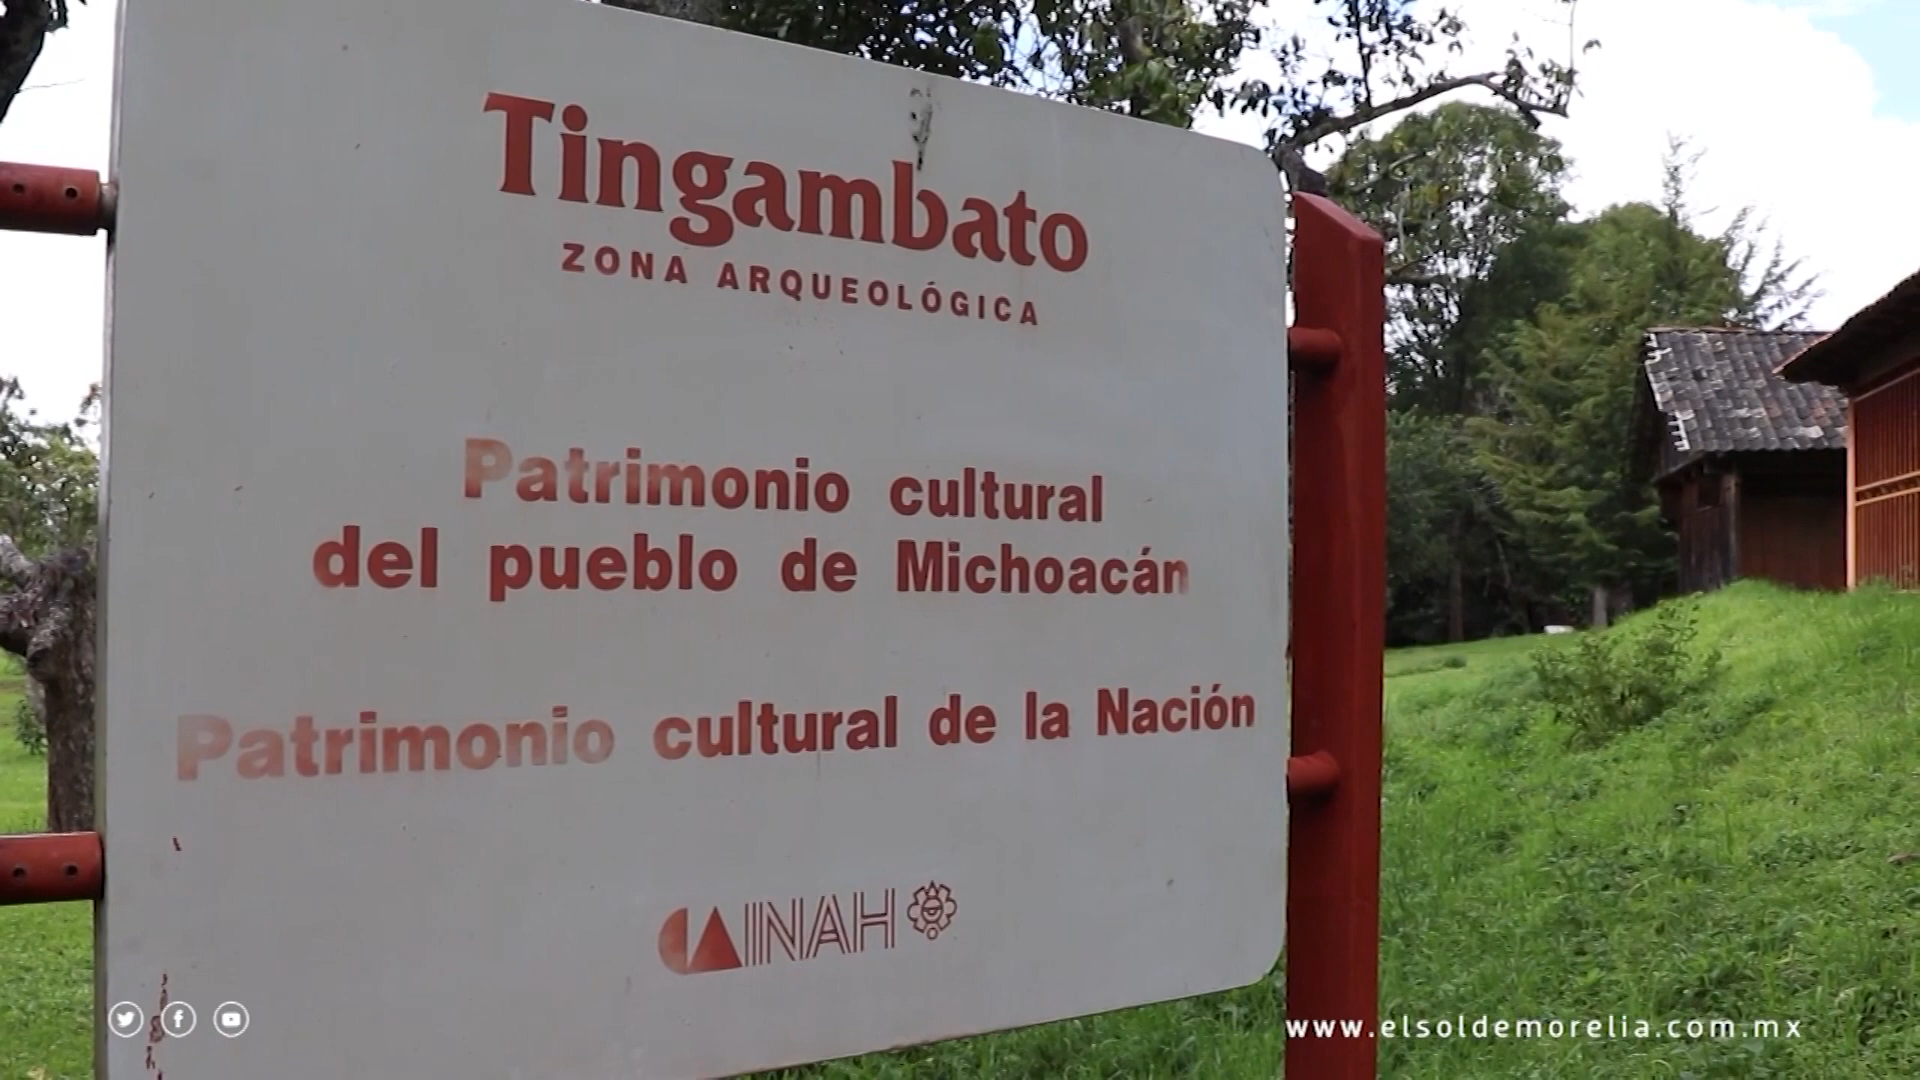 Tingambato
ZONA ARQUEOLÓGICA
Patrimonio cultural
del pueblo de Michoacán
Patrimonio cultural de la Nación
INAH
www.elsoldemorelia.com.mx